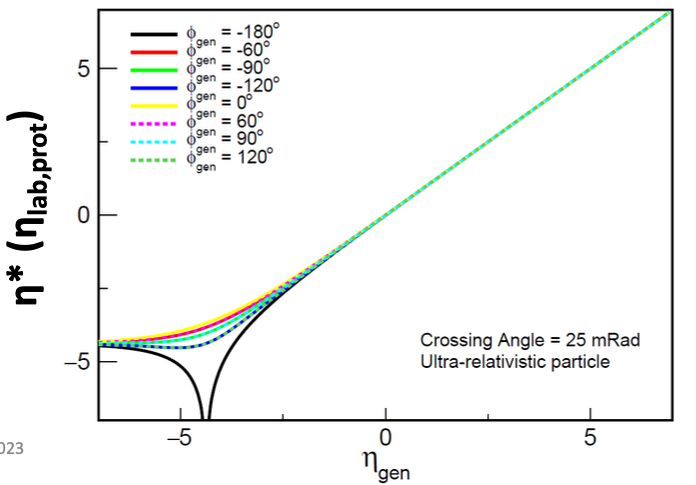 ϕgen = -180°
ϕgen = -60°
ϕgen = -90°
ϕgen = -120°
ϕgen = 0°
ϕgen = 60°
ϕgen = 90°
ϕgen = 120°
η* (ηlab,prot)
5
0
−5
Crossing Angle = 25 mRad
Ultra-relativistic particle
−5
0
5
ηgen
023